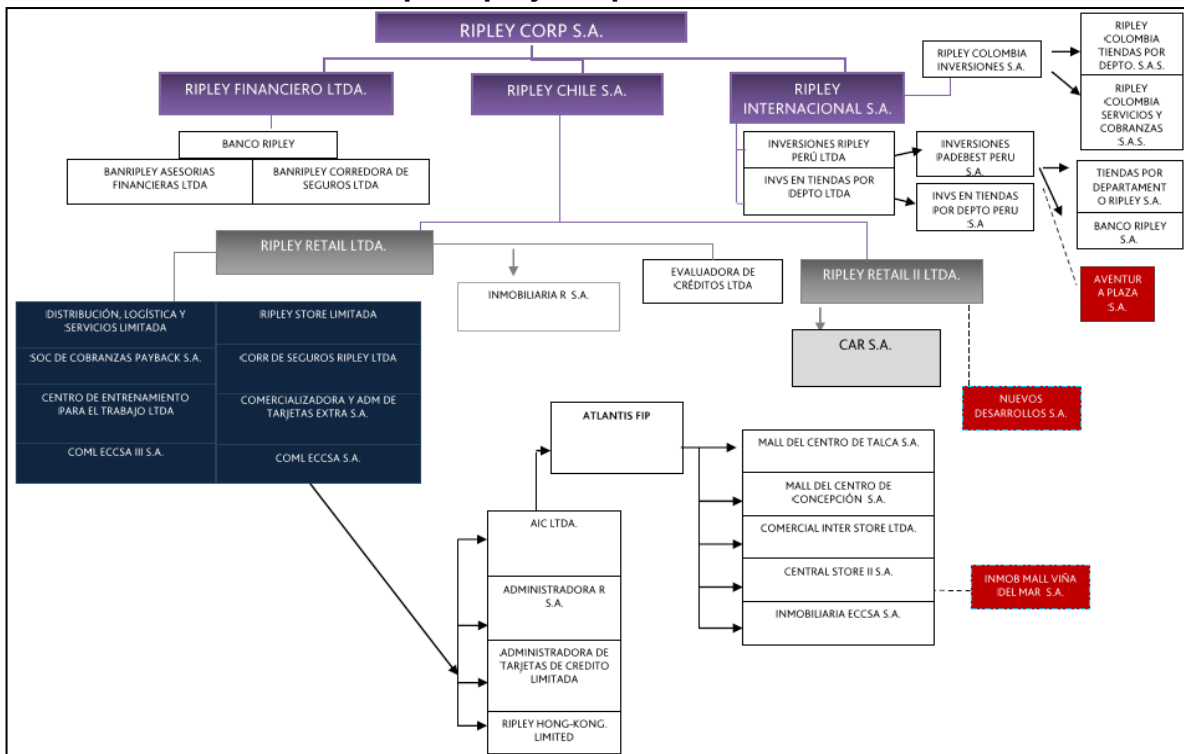 RIPLEY CORP S.A.
RIPLEY FINANCIERO LTDA.
RIPLEY CHILE S.A.
RIPLEY
INTERNACIONAL S.A.
RIPLEY COLOMBIA
INVERSIONES S.A.
RIPLEY
COLOMBIA
TIENDAS POR
DEPTO. S.A.S.
RIPLEY
COLOMBIA
SERVICIOS Y
COBRANZAS
S.A.S.
BANCO RIPLEY
BANRIPLEY ASESORIAS
FINANCIERAS LTDA
BANRIPLEY CORREDORA DE
SEGUROS LTDA
INVERSIONES RIPLEY
PERÚ LTDA
INVS EN TIENDAS POR
DEPTO LTDA
INVERSIONES
PADEBEST PERU
S.A.
INVS EN TIENDAS
POR DEPTO PERU
S.A
TIENDAS POR
DEPARTAMENT
O RIPLEY S.A.
BANCO RIPLEY
S.A.
AVENTUR
A PLAZA
S.A.
RIPLEY RETAIL LTDA.
INMOBILIARIA R S.A.
EVALUADORA DE
CRÉDITOS LTDA
RIPLEY RETAIL II LTDA.
CAR S.A.
NUEVOS
DESARROLLOS S.A.
DISTRIBUCIÓN, LOGÍSTICA Y
SERVICIOS LIMITADA
RIPLEY STORE LIMITADA
SOC DE COBRANZAS PAYBACK S.A.
CORR DE SEGUROS RIPLEY LTDA
CENTRO DE ENTRENAMIENTO
PARA EL TRABAJO LTDA
COMERCIALIZADORA Y ADM DE
TARJETAS EXTRA S.A.
COML ECCSA III S.A.
COML ECCSA S.A.
ATLANTIS FIP
MALL DEL CENTRO DE TALCA S.A.
MALL DEL CENTRO DE
CONCEPCIÓN S.A.
COMERCIAL INTER STORE LTDA.
CENTRAL STORE II S.A.
INMOBILIARIA ECCSA S.A.
INMOB MALL VIÑA
DEL MAR S.A.
AIC LTDA.
ADMINISTRADORA R
S.A.
ADMINISTRADORA DE
TARJETAS DE CREDITO
LIMITADA
RIPLEY HONG-KONG.
LIMITED